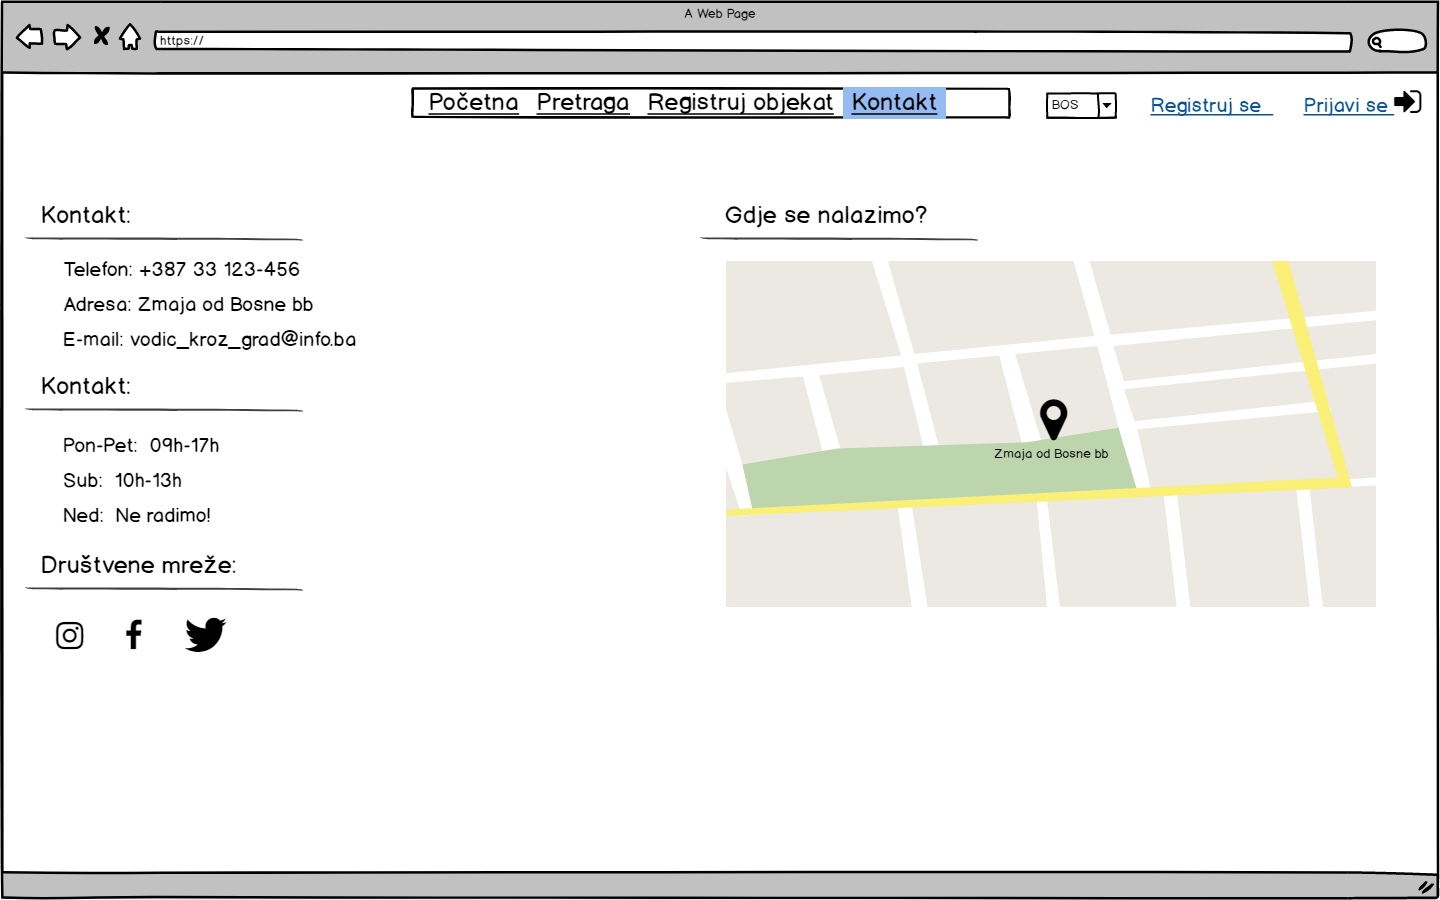 A Web Page
https://
Početna Pretraga Registruj objekat Kontakt
BOS
Registruj se
Prijavi se
Kontakt:
Telefon: +387 33 123-456
Adresa: Zmaja od Bosne bb
E-mail: vodic_kroz_grad@info.ba
Kontakt:
Pon-Pet: 09h-17h
Sub: 10h-13h
Ned: Ne radimo!
Društvene mreže:
Gdje se nalazimo?
Zmaja od Bosne bb